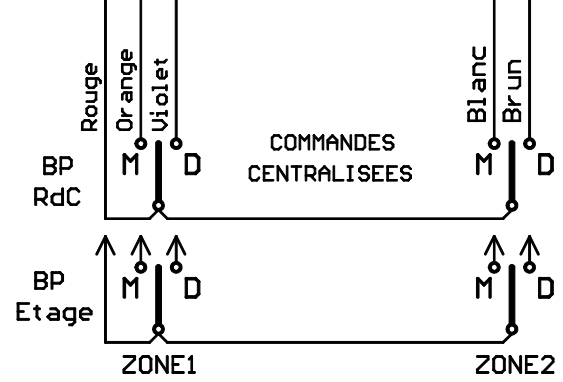 Rouge
Orange
Violet
Blanc
Brun
COMMANDES
CENTRALISEES
BP
RdC
M
D
M
D
BP
Etage
M
D
M
D
ZONE1
ZONE2